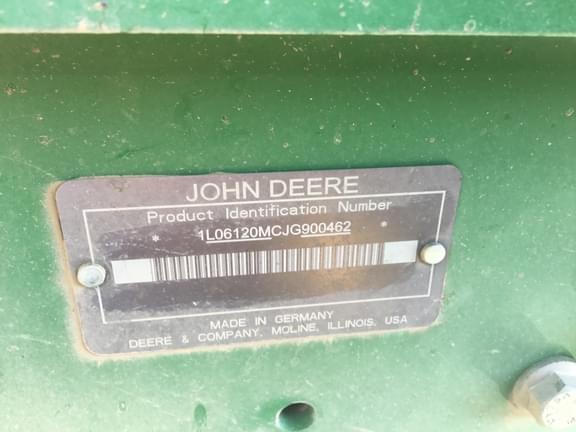 JOHN DEERE
Product Identification Number
* 1L06120MCJG900462 *
MADE IN GERMANY
DEERE & COMPANY, MOLINE, ILLINOIS, USA